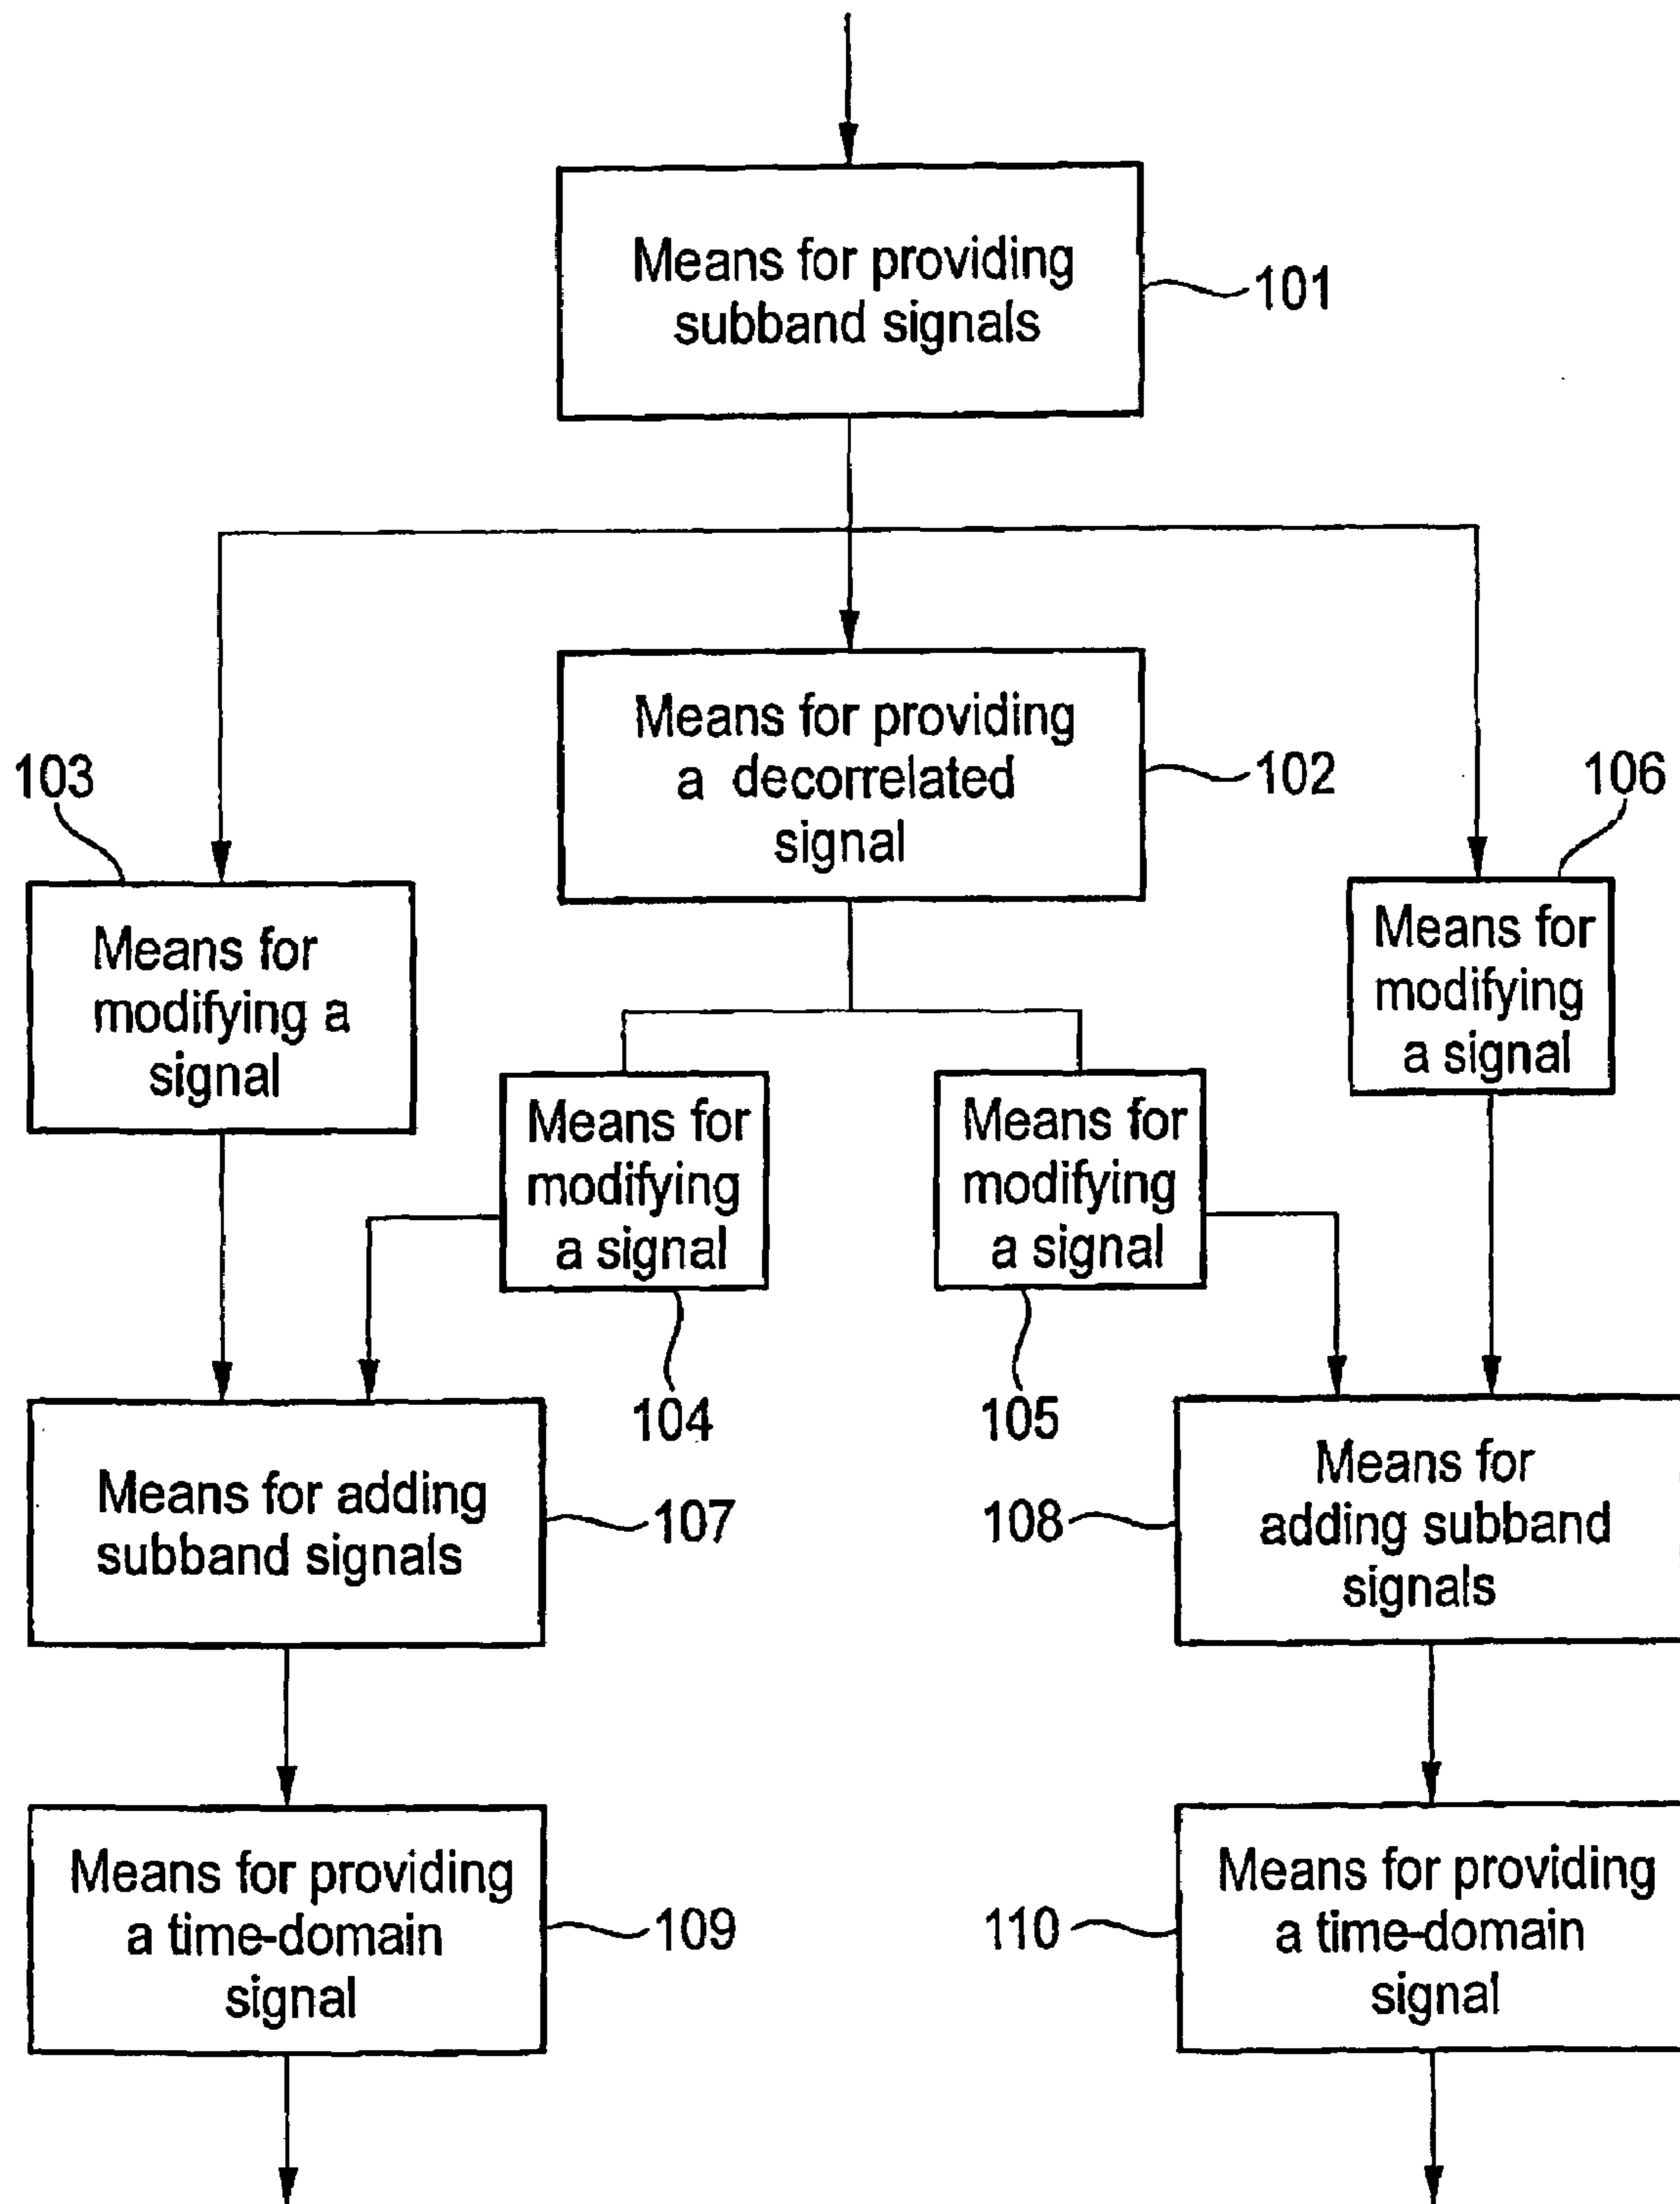 Means for providing
subband signals
101
Means for providing
a decorrelated
signal
102
103
106
Means for
modifying a
signal
Means for
modifying
a signal
Means for
modifying
a signal
Means for
modifying
a signal
104
105
Means for adding
subband signals
107
108
Means for
adding subband
signals
Means for providing
a time-domain
signal
109
110
Means for providing
a time-domain
signal